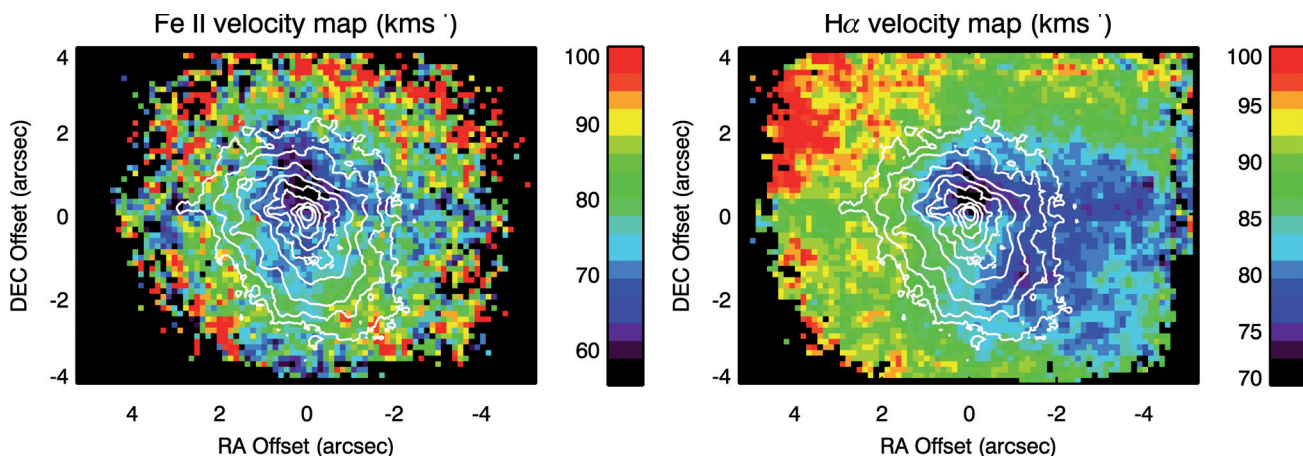 Fe II velocity map (kms ')
Hα velocity map (kms ')
4
2
0
-2
-4
DEC Offset (arcsec)
4 2 0 -2 -4
RA Offset (arcsec)
100
90
80
70
60
4
2
0
-2
-4
DEC Offset (arcsec)
4 2 0 -2 -4
RA Offset (arcsec)
100
95
90
85
80
75
70